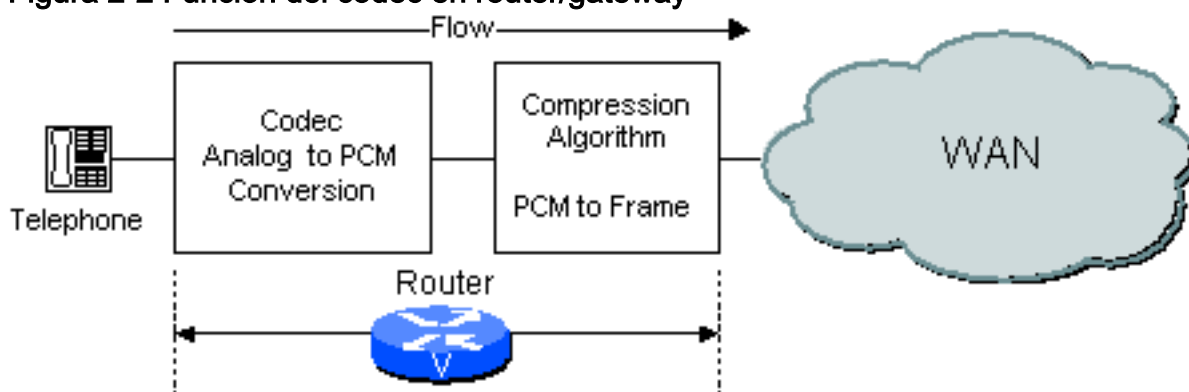 Figura 2-2 Función del codec en router/gateway
Flow
Codec
Analog to PCM
Conversion
Compression
Algorithm
PCM to Frame
WAN
Telephone
Router
V